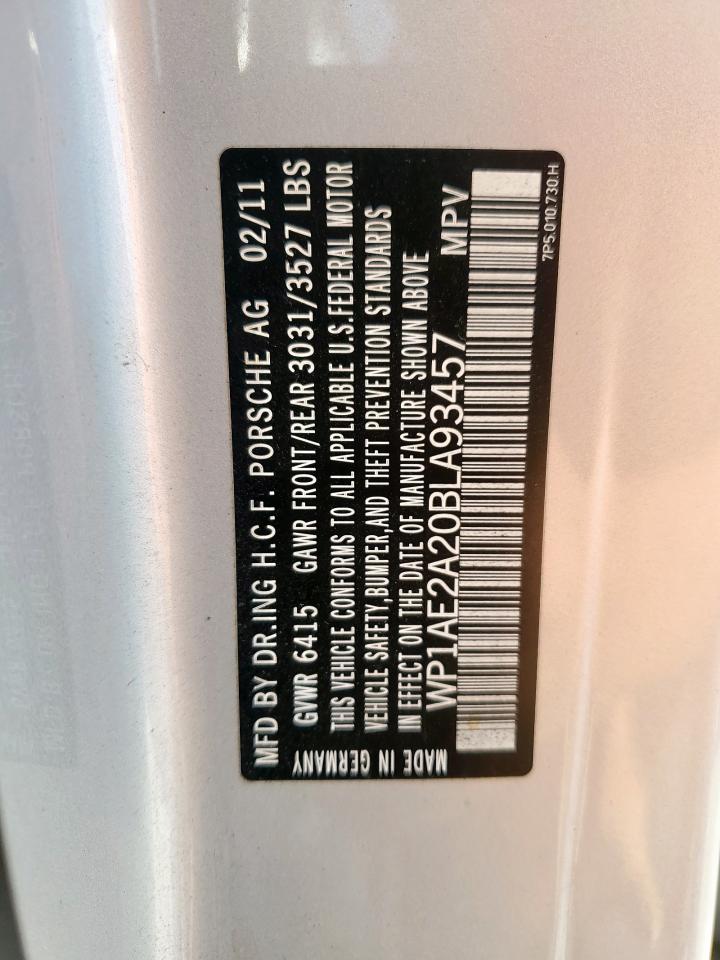 MFD BY DR.ING H.C.F. PORSCHE AG 02/11
GVWR 6415 GAWR FRONT/REAR 3031/3527 LBS
THIS VEHICLE CONFORMS TO ALL APPLICABLE U.S.FEDERAL MOTOR
VEHICLE SAFETY,BUMPER,AND THEFT PREVENTION STANDARDS
IN EFFECT ON THE DATE OF MANUFACTURE SHOWN ABOVE
WP1AE2A20BLA93457 MPV
MADE IN GERMANY
7P5.010.730.H